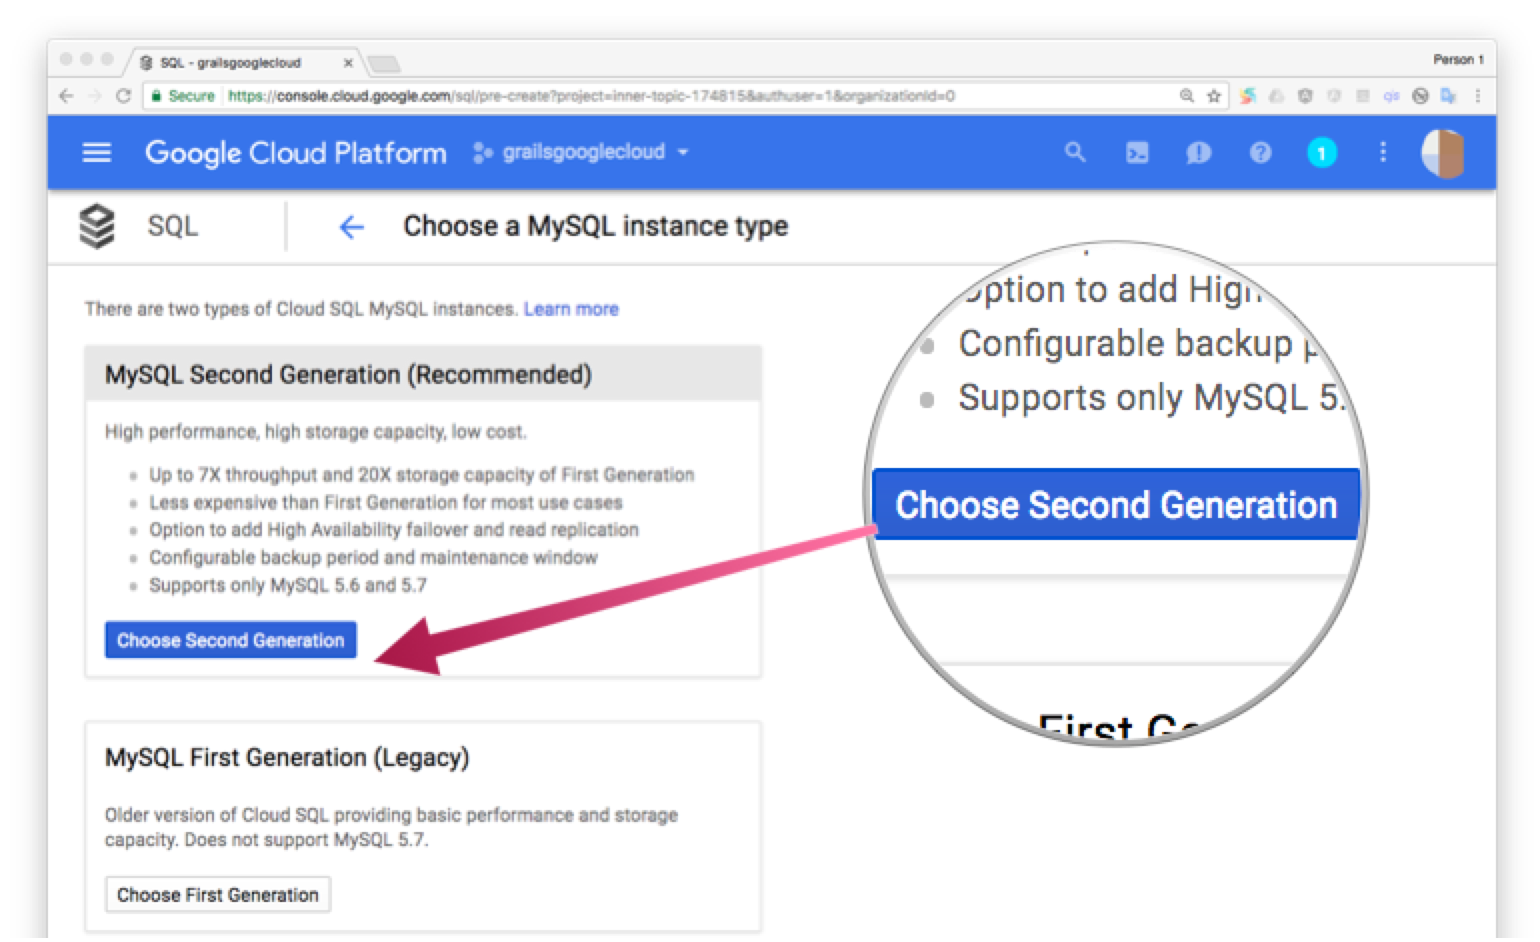 SQL - grailsgooglecloud
Person 1
Secure https://console.cloud.google.com/sql/pre-create?project=inner-topic-174815&authuser=1&organizationId=0
Google Cloud Platform grailsgooglecloud
1
SQL
Choose a MySQL instance type
There are two types of Cloud SQL MySQL instances. Learn more
MySQL Second Generation (Recommended)
High performance, high storage capacity, low cost.
Up to 7X throughput and 20X storage capacity of First Generation
Less expensive than First Generation for most use cases
Option to add High Availability failover and read replication
Configurable backup period and maintenance window
Supports only MySQL 5.6 and 5.7
Choose Second Generation
MySQL First Generation (Legacy)
Older version of Cloud SQL providing basic performance and storage
capacity. Does not support MySQL 5.7.
Choose First Generation
Option to add High
Configurable backup p
Supports only MySQL 5.
Choose Second Generation
First Ge